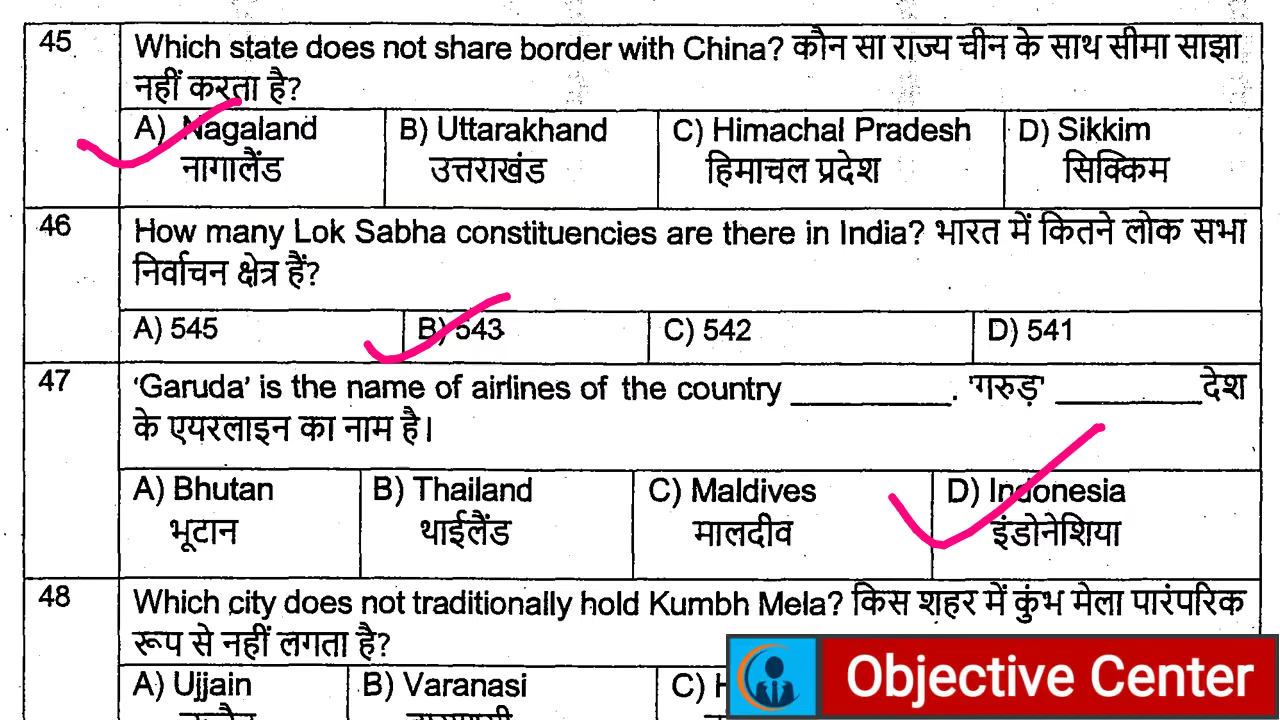 45 Which state does not share border with China? कौन सा राज्य चीन के साथ सीमा साझा
नहीं करता है?
A) Nagaland B) Uttarakhand C) Himachal Pradesh D) Sikkim
नागालैंड उत्तराखंड हिमाचल प्रदेश सिक्किम
46 How many Lok Sabha constituencies are there in India? भारत में कितने लोक सभा
निर्वाचन क्षेत्र हैं?
A) 545 B) 543 C) 542 D) 541
47 'Garuda' is the name of airlines of the country __________. 'गरुड़' __________देश
के एयरलाइन का नाम है।
A) Bhutan B) Thailand C) Maldives D) Indonesia
भूटान थाईलैंड मालदीव इंडोनेशिया
48 Which city does not traditionally hold Kumbh Mela? किस शहर में कुंभ मेला पारंपरिक
रूप से नहीं लगता है?
A) Ujjain B) Varanasi C)
Objective Center